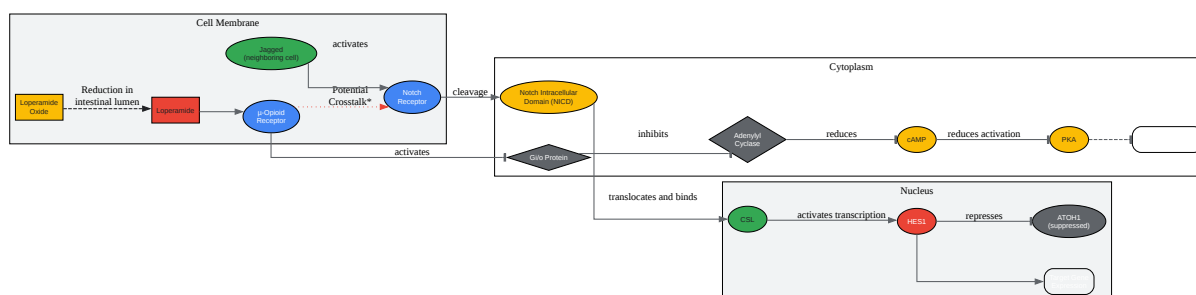 Cell Membrane
Jagged
(neighboring cell)
activates
Reduction in
intestinal lumen
Potential
Crosstalk*
Loperamide
Oxide
Loperamide
μ-Opioid
Receptor
Notch
Receptor
cleavage
activates
Cytoplasm
Notch Intracellular
Domain (NICD)
Gi/o Protein
inhibits
Adenylyl
Cyclase
reduces
cAMP
reduces activation
PKA
translocates and binds
Nucleus
CSL
activates transcription
HES1
represses
ATOH1
(suppressed)